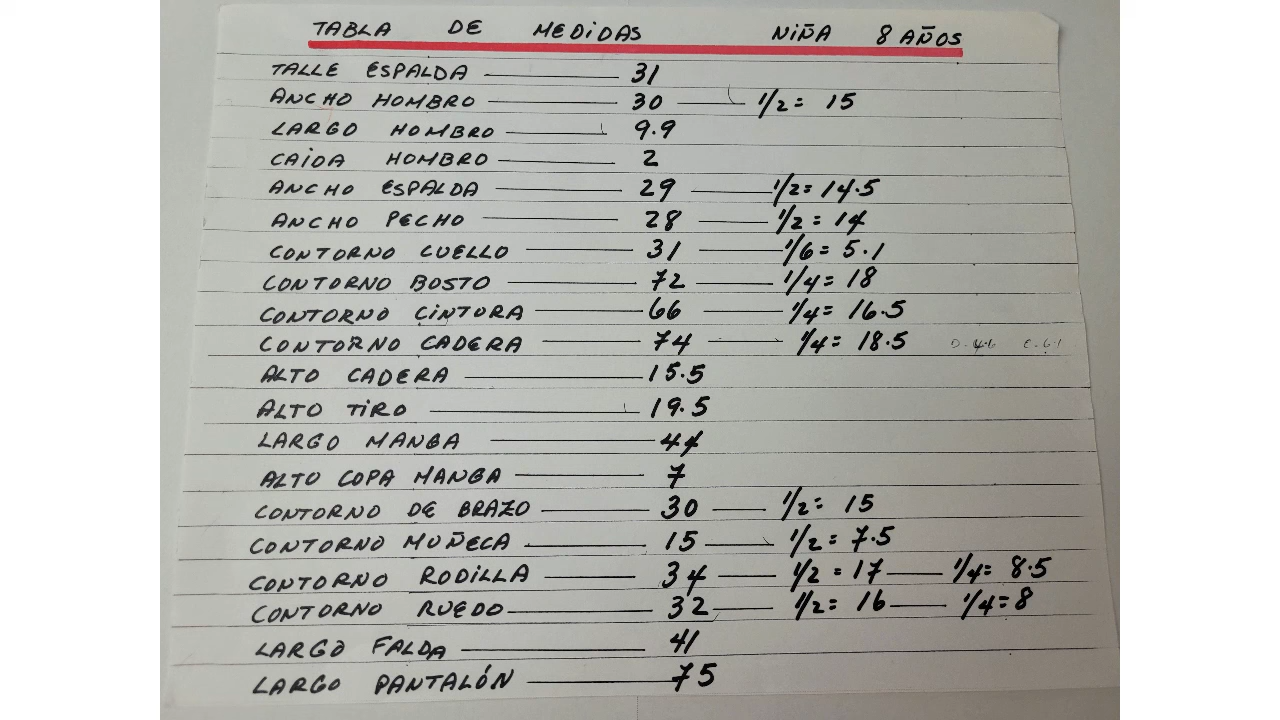 TABLA DE MEDIDAS NIÑA 8 AÑOS
TALLE ESPALDA 31
ANCHO HOMBRO 30 1/2= 15
LARGO HOMBRO 9.9
CAIDA HOMBRO 2
ANCHO ESPALDA 29 1/2= 14.5
ANCHO PECHO 28 1/2= 14
CONTORNO CUELLO 31 1/6= 5.1
CONTORNO BOSTO 72 1/4= 18
CONTORNO CINTURA 66 1/4= 16.5
CONTORNO CADERA 74 1/4= 18.5
ALTO CADERA 15.5
ALTO TIRO 19.5
LARGO MANGA 44
ALTO COPA MANGA 7
CONTORNO DE BRAZO 30 1/2= 15
CONTORNO MUÑECA 15 1/2= 7.5
CONTORNO RODILLA 34 1/2 = 17 1/4= 8.5
CONTORNO RUEDO 32 1/2= 16 1/4=8
LARGO FALDA 41
LARGO PANTALÓN 75